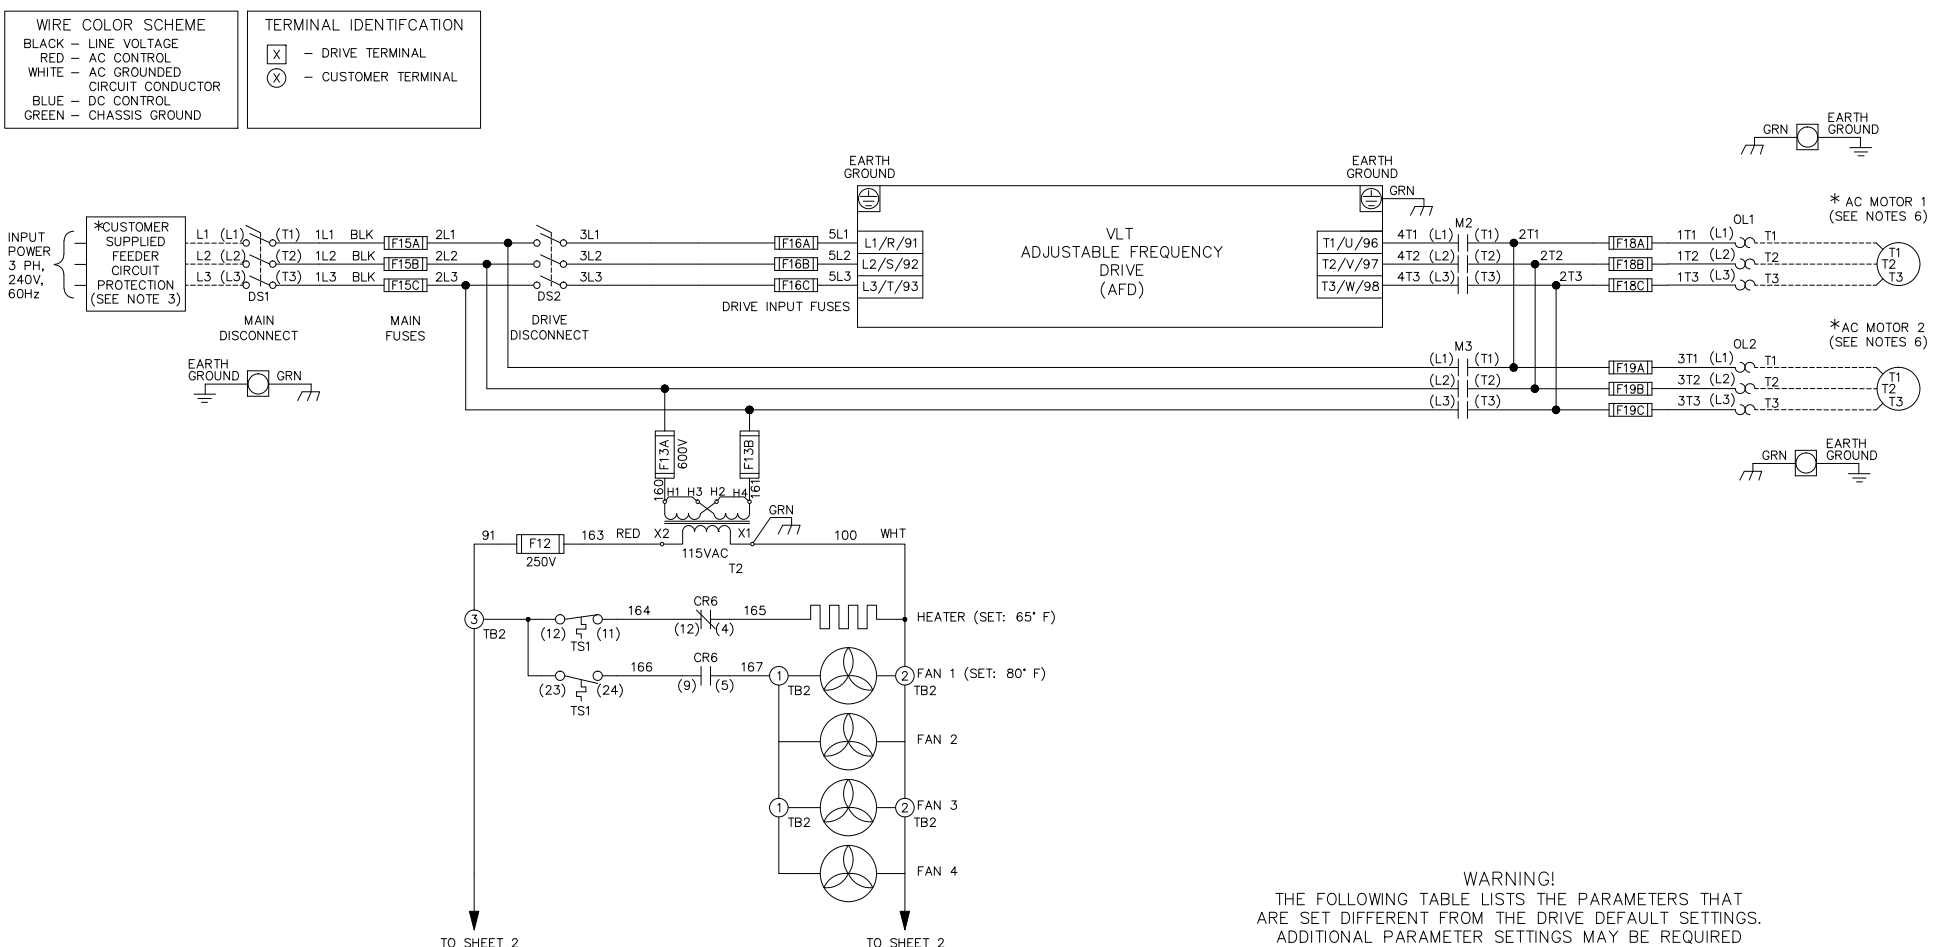 WIRE COLOR SCHEME
BLACK – LINE VOLTAGE
RED – AC CONTROL
WHITE – AC GROUNDED
CIRCUIT CONDUCTOR
BLUE – DC CONTROL
GREEN – CHASSIS GROUND
TERMINAL IDENTIFCATION
X – DRIVE TERMINAL
X – CUSTOMER TERMINAL
GRN
EARTH
GROUND
EARTH
GROUND
EARTH
GROUND
GRN
INPUT
POWER
3 PH,
240V,
60Hz
*CUSTOMER
SUPPLIED
FEEDER
CIRCUIT
PROTECTION
(SEE NOTE 3)
L1 (L1) (T1) 1L1 BLK F15A 2L1 3L1 F16A 5L1 L1/R/91
L2 (L2) (T2) 1L2 BLK F15B 2L2 3L2 F16B 5L2 L2/S/92
L3 (L3) (T3) 1L3 BLK F15C 2L3 3L3 F16C 5L3 L3/T/93
DS1
MAIN
DISCONNECT
MAIN
FUSES
DS2
DRIVE
DISCONNECT
DRIVE INPUT FUSES
VLT
ADJUSTABLE FREQUENCY
DRIVE
(AFD)
M2
OL1
T1/U/96 4T1 (L1) (T1) 2T1 F18A 1T1 (L1) T1
T2/V/97 4T2 (L2) (T2) 2T2 F18B 1T2 (L2) T2
T3/W/98 4T3 (L3) (T3) 2T3 F18C 1T3 (L3) T3
* AC MOTOR 1
(SEE NOTES 6)
T1
T2
T3
EARTH
GROUND
GRN
M3
OL2
(L1) (T1) F19A 3T1 (L1) T1
(L2) (T2) F19B 3T2 (L2) T2
(L3) (T3) F19C 3T3 (L3) T3
*AC MOTOR 2
(SEE NOTES 6)
T1
T2
T3
GRN
EARTH
GROUND
F13A
600V
F13B
160
161
H1 H3 H2 H4
GRN
91 F12 163 RED X2 X1 100 WHT
250V
115VAC
T2
3
TB2
(12) (11)
TS1
164
CR6
(12) (4)
165
HEATER (SET: 65° F)
(23) (24)
TS1
166
CR6
(9) (5)
167
1
TB2
2
TB2
FAN 1 (SET: 80° F)
FAN 2
1
TB2
2
TB2
FAN 3
FAN 4
TO SHEET 2
TO SHEET 2
WARNING!
THE FOLLOWING TABLE LISTS THE PARAMETERS THAT
ARE SET DIFFERENT FROM THE DRIVE DEFAULT SETTINGS.
ADDITIONAL PARAMETER SETTINGS MAY BE REQUIRED